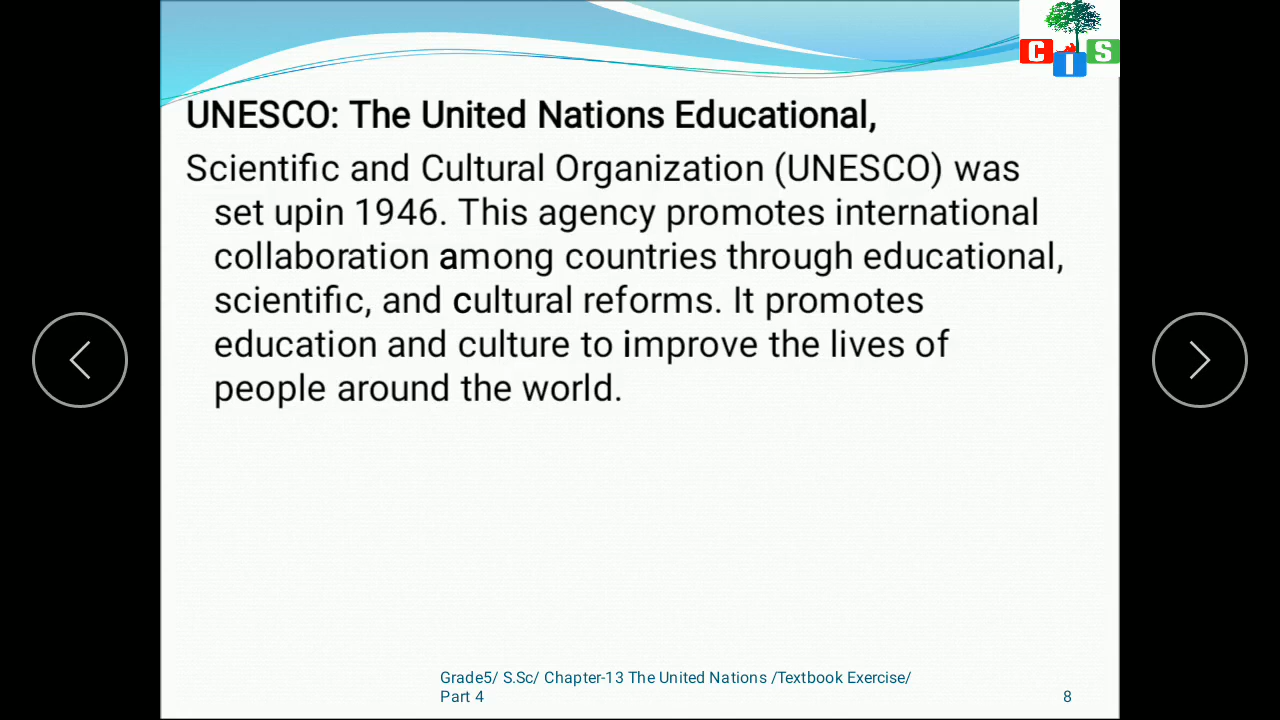 C I S
UNESCO: The United Nations Educational,
Scientific and Cultural Organization (UNESCO) was
set upin 1946. This agency promotes international
collaboration among countries through educational,
scientific, and cultural reforms. It promotes
education and culture to improve the lives of
people around the world.
Grade5/ S.Sc/ Chapter-13 The United Nations /Textbook Exercise/
Part 4
8